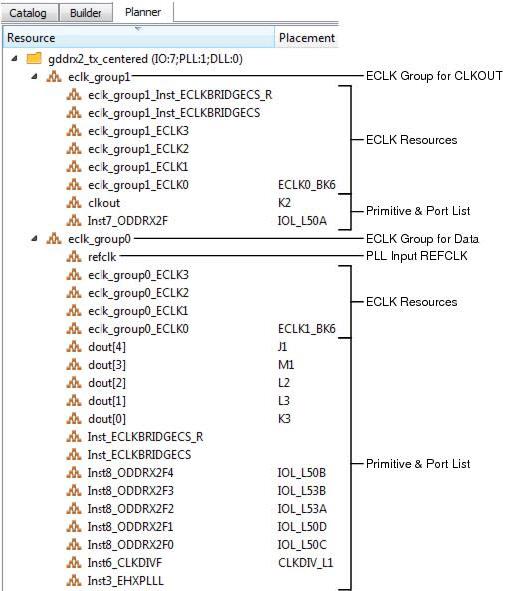 Catalog Builder Planner
Resource Placement
gddrx2_tx_centered (IO:7;PLL:1;DLL:0)
eclk_group1 ECLK Group for CLKOUT
eclk_group1_Inst_ECLKBRIDGECS_R
eclk_group1_Inst_ECLKBRIDGECS
eclk_group1_ECLK3
ECLK Resources
eclk_group1_ECLK2
eclk_group1_ECLK1
eclk_group1_ECLK0 ECLK0_BK6
clkout K2
Primitive & Port List
Inst7_ODDRX2F IOL_L50A
eclk_group0 ECLK Group for Data
refclk PLL Input REFCLK
eclk_group0_ECLK3
eclk_group0_ECLK2
ECLK Resources
eclk_group0_ECLK1
eclk_group0_ECLK0 ECLK1_BK6
dout[4] J1
dout[3] M1
dout[2] L2
dout[1] L3
dout[0] K3
Inst_ECLKBRIDGECS_R
Inst_ECLKBRIDGECS
Primitive & Port List
Inst8_ODDRX2F4 IOL_L50B
Inst8_ODDRX2F3 IOL_L53B
Inst8_ODDRX2F2 IOL_L53A
Inst8_ODDRX2F1 IOL_L50D
Inst8_ODDRX2F0 IOL_L50C
Inst6_CLKDIVF CLKDIV_L1
Inst3_EHXPLLL